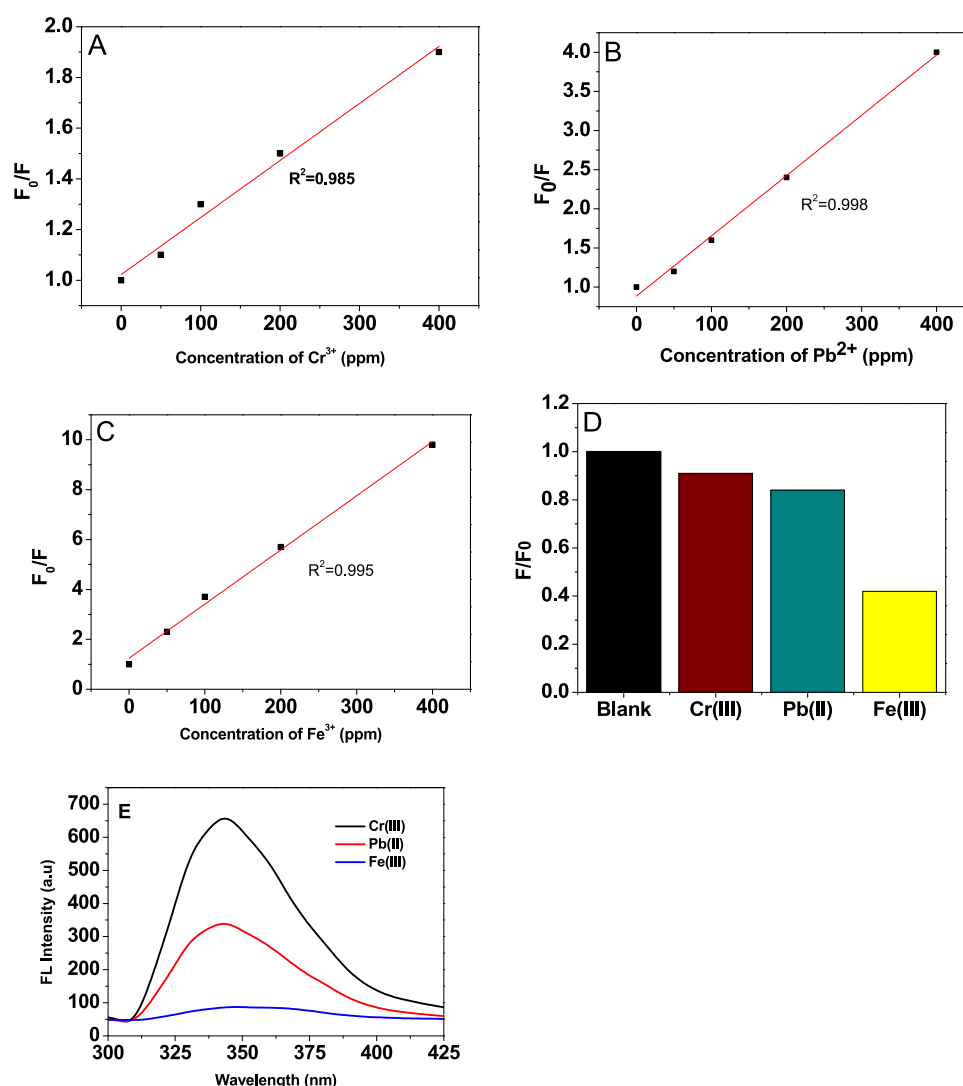 A
2.0
1.8
1.6
1.4
1.2
1.0
F₀/F
R²=0.985
0 100 200 300 400
Concentration of Cr³⁺ (ppm)
B
4.0
3.5
2.5
1.5
1.0
F0/F
R²=0.998
0 100 200 300 400
Concentration of Pb²⁺ (ppm)
C
10
8
6
4
2
0
F₀/F
R²=0.995
0 100 200 300 400
Concentration of Fe³⁺ (ppm)
D
1.2
1.0
0.8
0.6
0.4
0.2
0.0
F/F0
Blank Cr(III) Pb(II) Fe(III)
E
700
600
500
400
300
200
100
0
FL Intensity (a.u)
Cr(III)
Pb(II)
Fe(III)
300 325 350 375 400 425
Wavelength (nm)